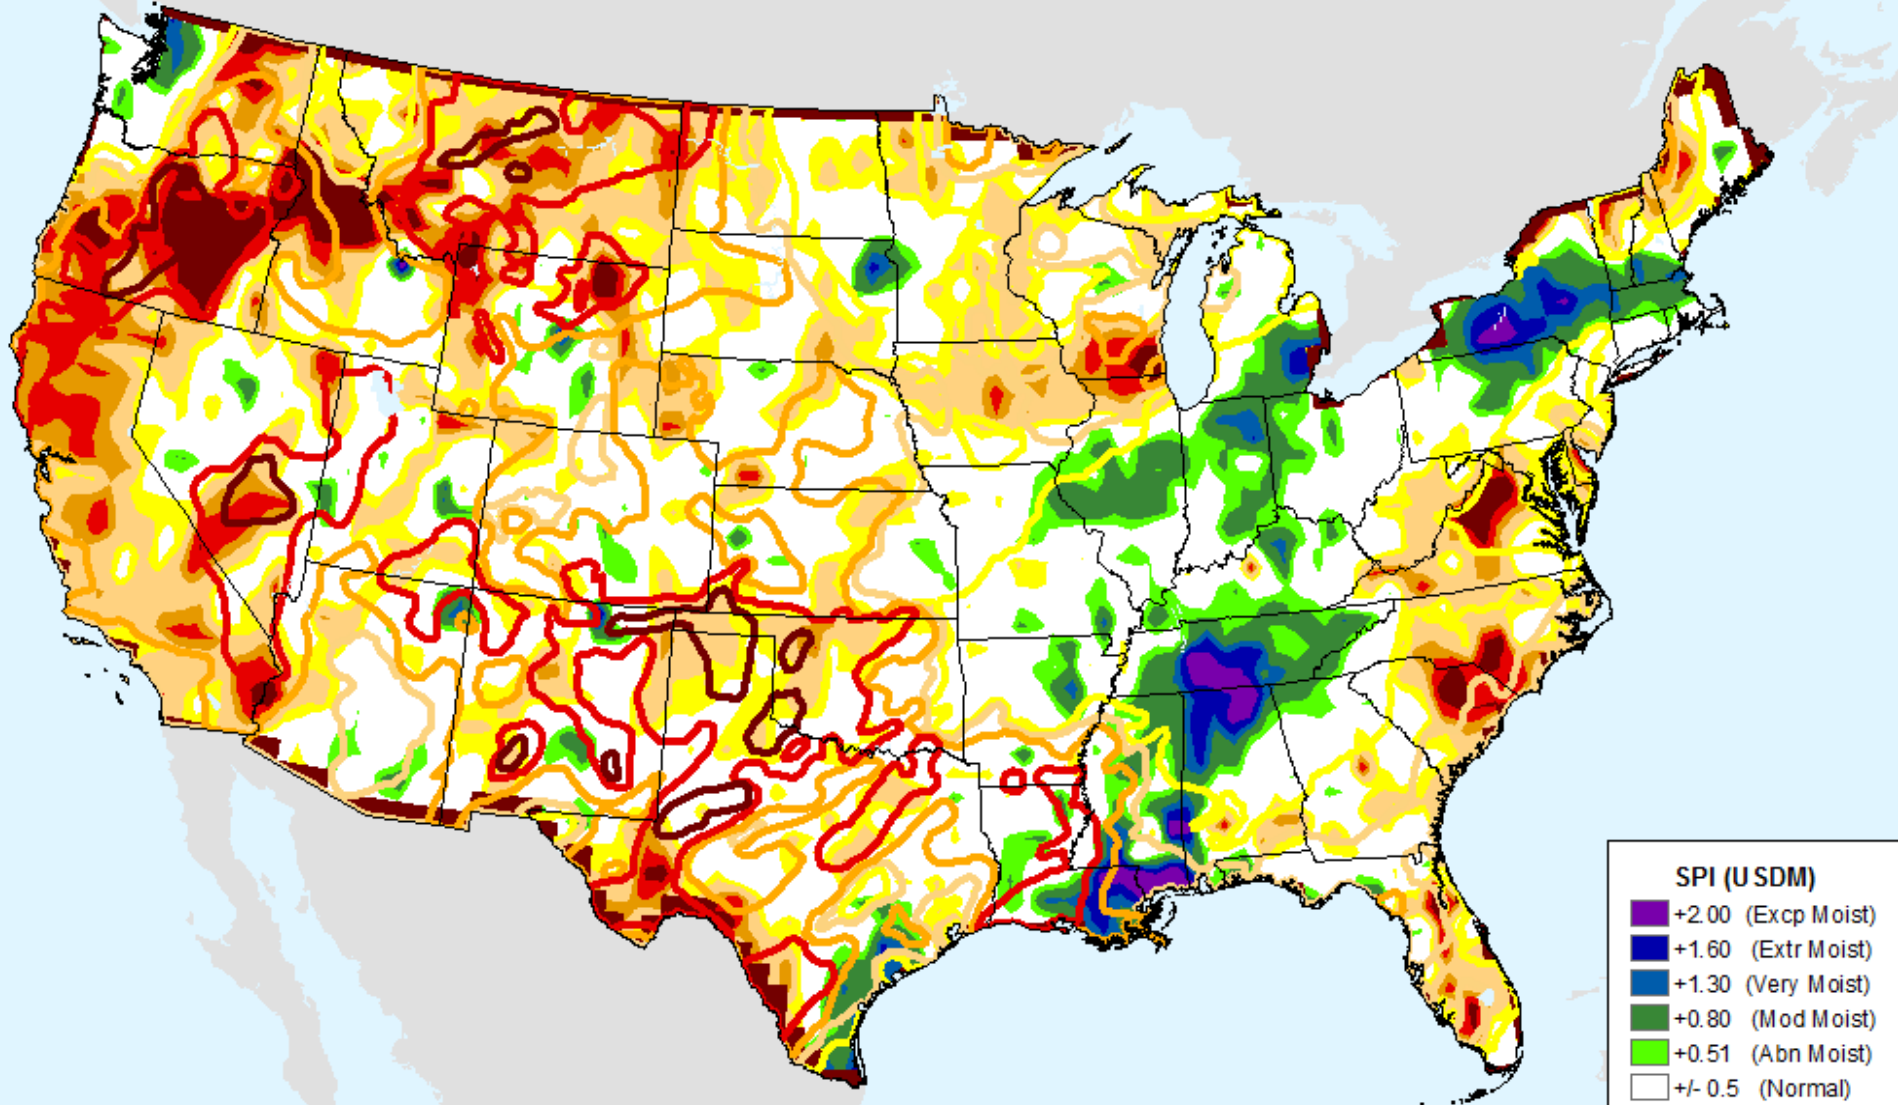 SPI (USDM)
+2.00 (Excp Moist)
+1.60 (Extr Moist)
+1.30 (Very Moist)
+0.80 (Mod Moist)
+0.51 (Abn Moist)
+/- 0.5 (Normal)